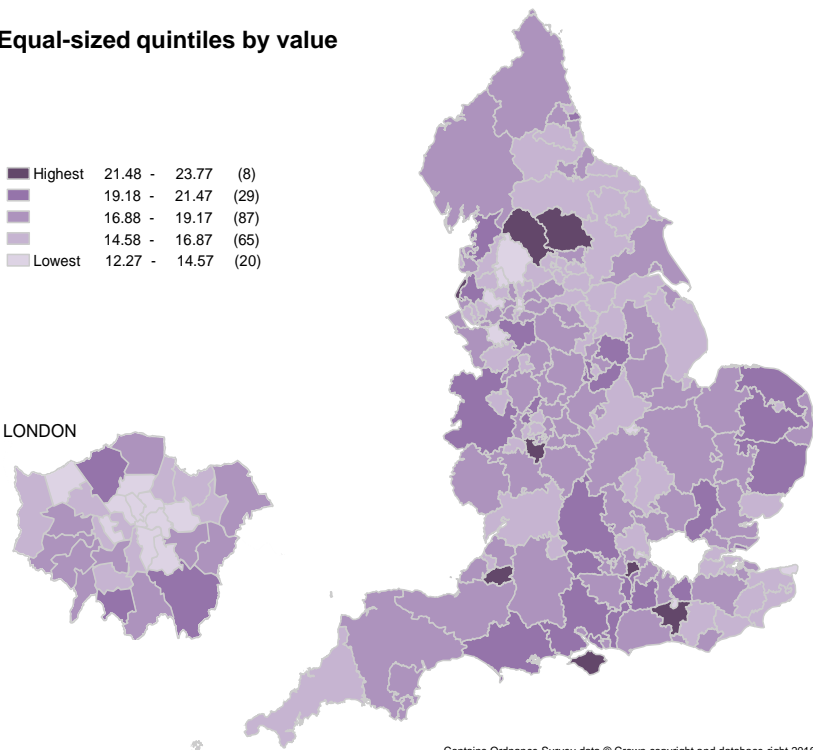 Equal-sized quintiles by value
Highest 21.48 - 23.77 (8)
19.18 - 21.47 (29)
16.88 - 19.17 (87)
14.58 - 16.87 (65)
Lowest 12.27 - 14.57 (20)
LONDON
Contains Ordnance Survey data © Crown copyright and database right 2016